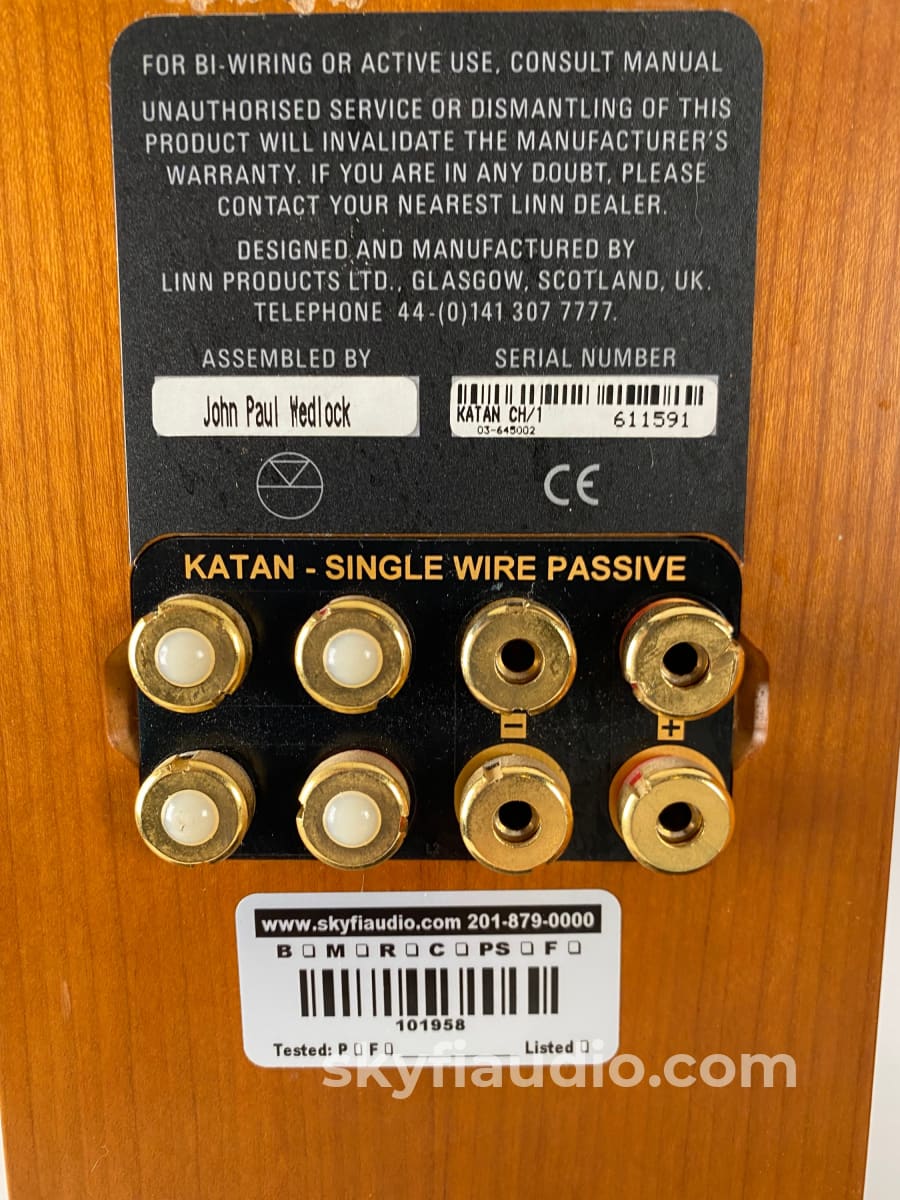 FOR BI-WIRING OR ACTIVE USE, CONSULT MANUAL
UNAUTHORISED SERVICE OR DISMANTLING OF THIS
PRODUCT WILL INVALIDATE THE MANUFACTURER'S
WARRANTY. IF YOU ARE IN ANY DOUBT, PLEASE
CONTACT YOUR NEAREST LINN DEALER.
DESIGNED AND MANUFACTURED BY
LINN PRODUCTS LTD., GLASGOW, SCOTLAND, UK.
TELEPHONE 44-(0)141 307 7777.
ASSEMBLED BY SERIAL NUMBER
John Paul Wedlock
KATAN CH/1 611591
03-645002
CE
KATAN - SINGLE WIRE PASSIVE
- +
L2
www.skyfiaudio.com 201-879-0000
B ☐ M ☐ R ☐ C ☐ PS ☐ F ☐
101958
Tested: P ☐ F ☐ Listed ☐
skyfiaudio.com